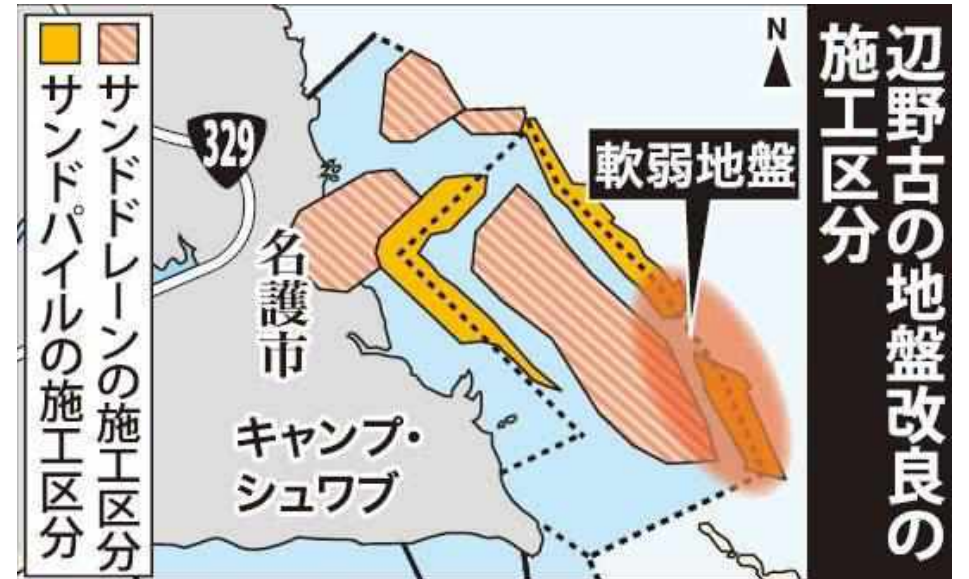 辺野古の地盤改良の
施工区分
N
軟弱地盤
329
名護市
キャンプ・
シュワブ
サンドドレーンの施工区分
サンドパイルの施工区分